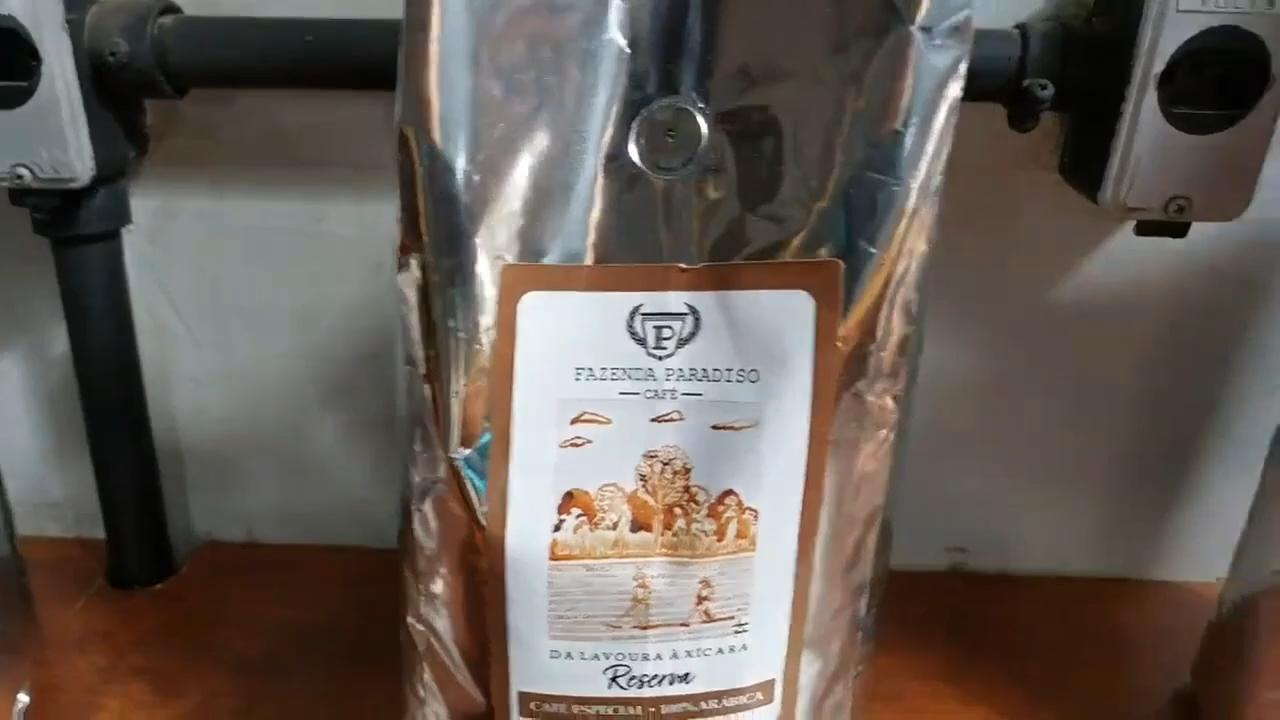 P
FAZENDA PARADISO
CAFÉ
DA LAVOURA À XÍCARA
Reserva
CAFÉ ESPECIAL - 100% ARÁBICA